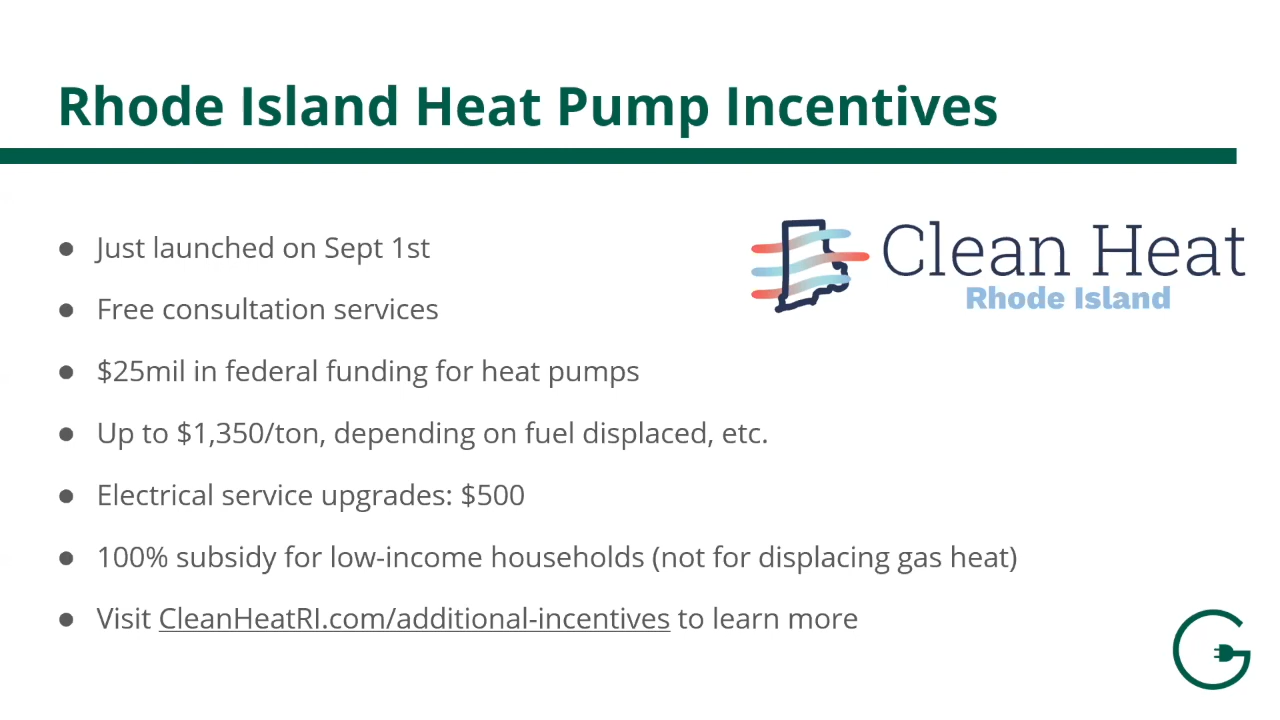 Rhode Island Heat Pump Incentives
● Just launched on Sept 1st
● Free consultation services
● $25mil in federal funding for heat pumps
● Up to $1,350/ton, depending on fuel displaced, etc.
● Electrical service upgrades: $500
● 100% subsidy for low-income households (not for displacing gas heat)
● Visit CleanHeatRI.com/additional-incentives to learn more
Clean Heat
Rhode Island
G